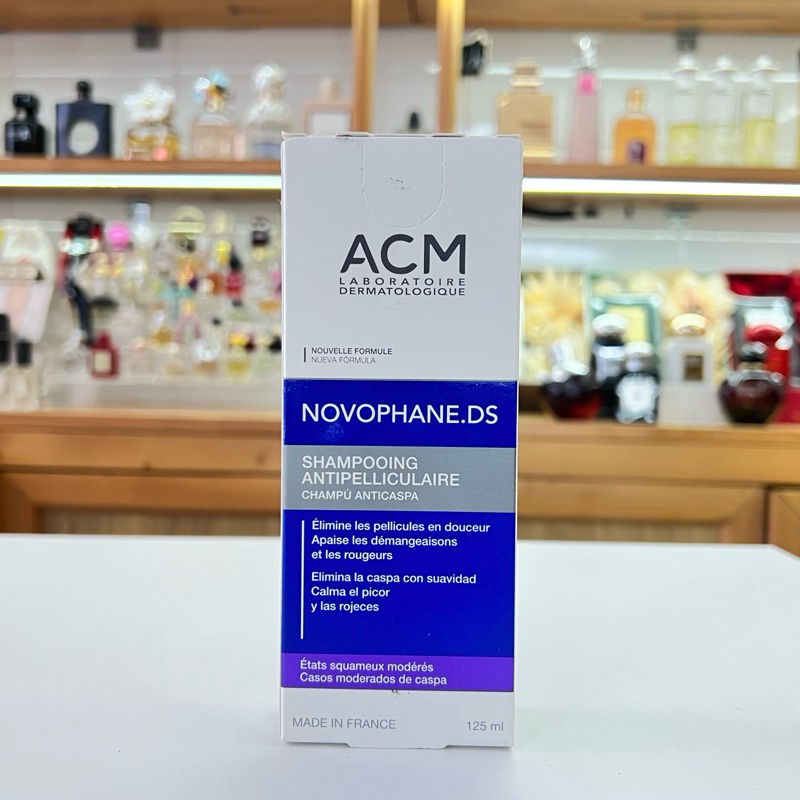 ACM
LABORATOIRE
DERMATOLOGIQUE
NOUVELLE FORMULE
NUEVA FÓRMULA
NOVOPHANE.DS
SHAMPOOING
ANTIPELLICULAIRE
CHAMPÚ ANTICASPA
Élimine les pellicules en douceur
Apaise les démangeaisons
et les rougeurs
Elimina la caspa con suavidad
Calma el picor
y las rojeces
États squameux modérés
Casos moderados de caspa
MADE IN FRANCE
125 ml